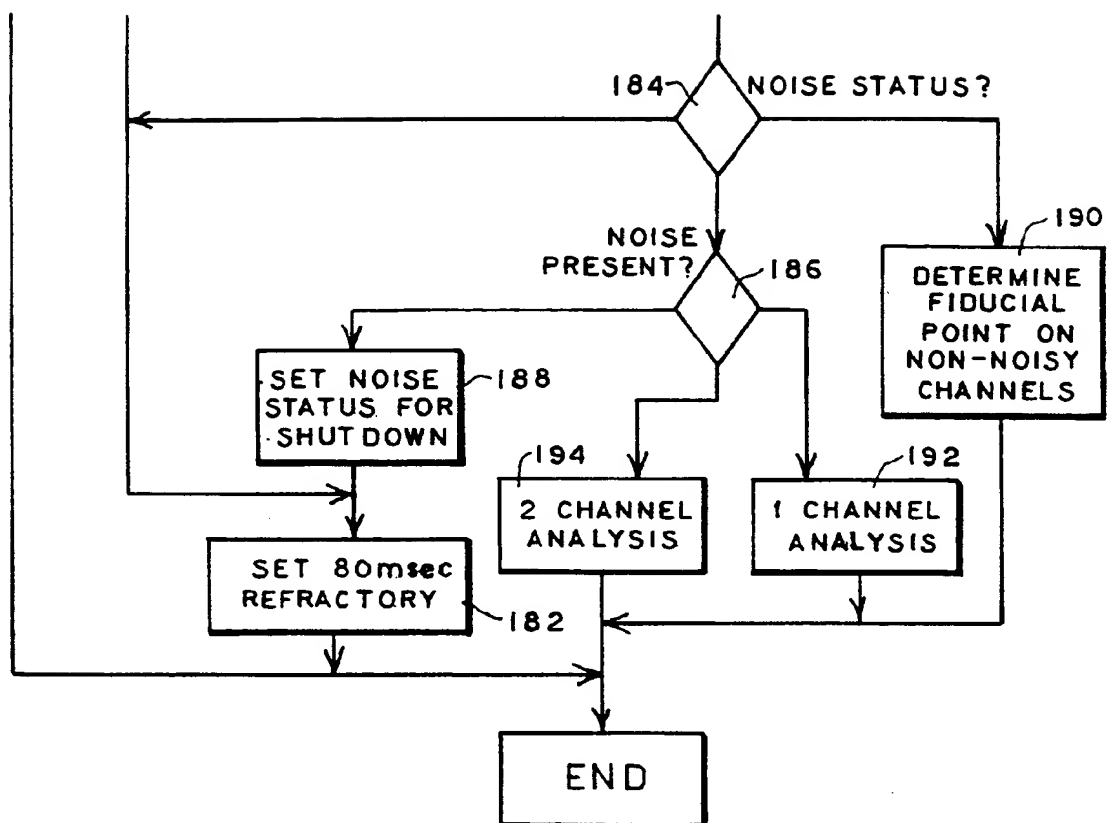 184
NOISE STATUS?
NOISE
PRESENT?
186
190
DETERMINE
FIDUCIAL
POINT ON
NON-NOISY
CHANNELS
SET NOISE
STATUS FOR
SHUTDOWN
188
194
2 CHANNEL
ANALYSIS
192
1 CHANNEL
ANALYSIS
SET 80msec
REFRACTORY
182
END